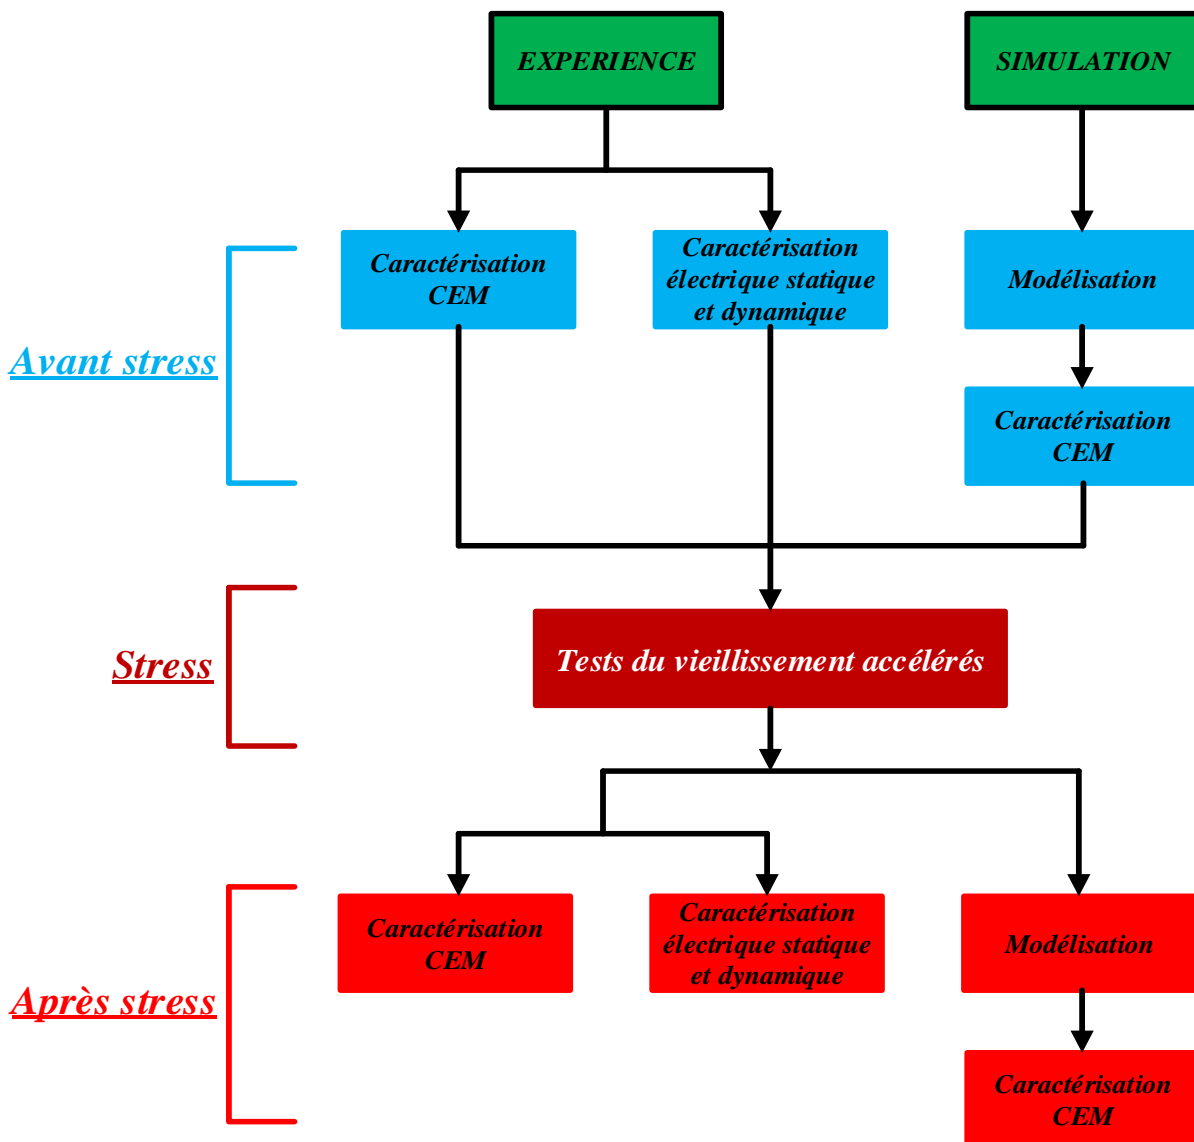 EXPERIENCE
SIMULATION
Caractérisation
CEM
Caractérisation
électrique statique
et dynamique
Modélisation
Avant stress
Caractérisation
CEM
Stress
Tests du vieillissement accélérés
Caractérisation
CEM
Caractérisation
électrique statique
et dynamique
Modélisation
Après stress
Caractérisation
CEM